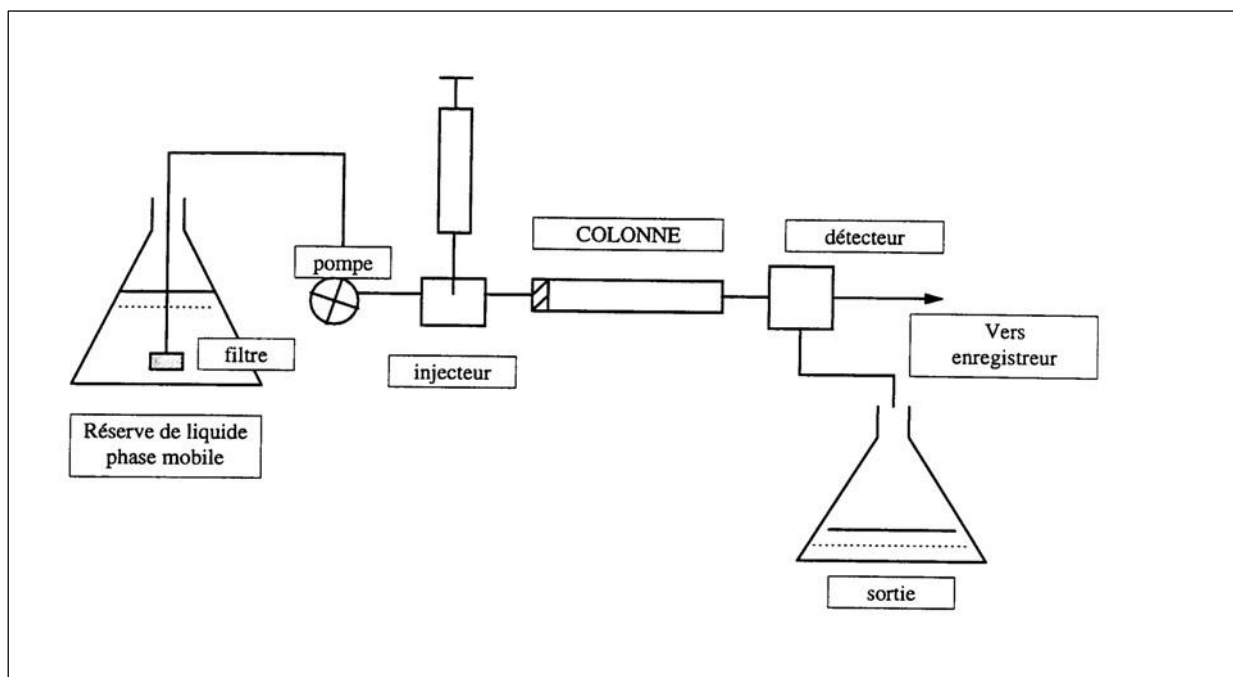 COLONNE
détecteur
pompe
filtre
injecteur
Vers
enregistreur
Réserve de liquide
phase mobile
sortie